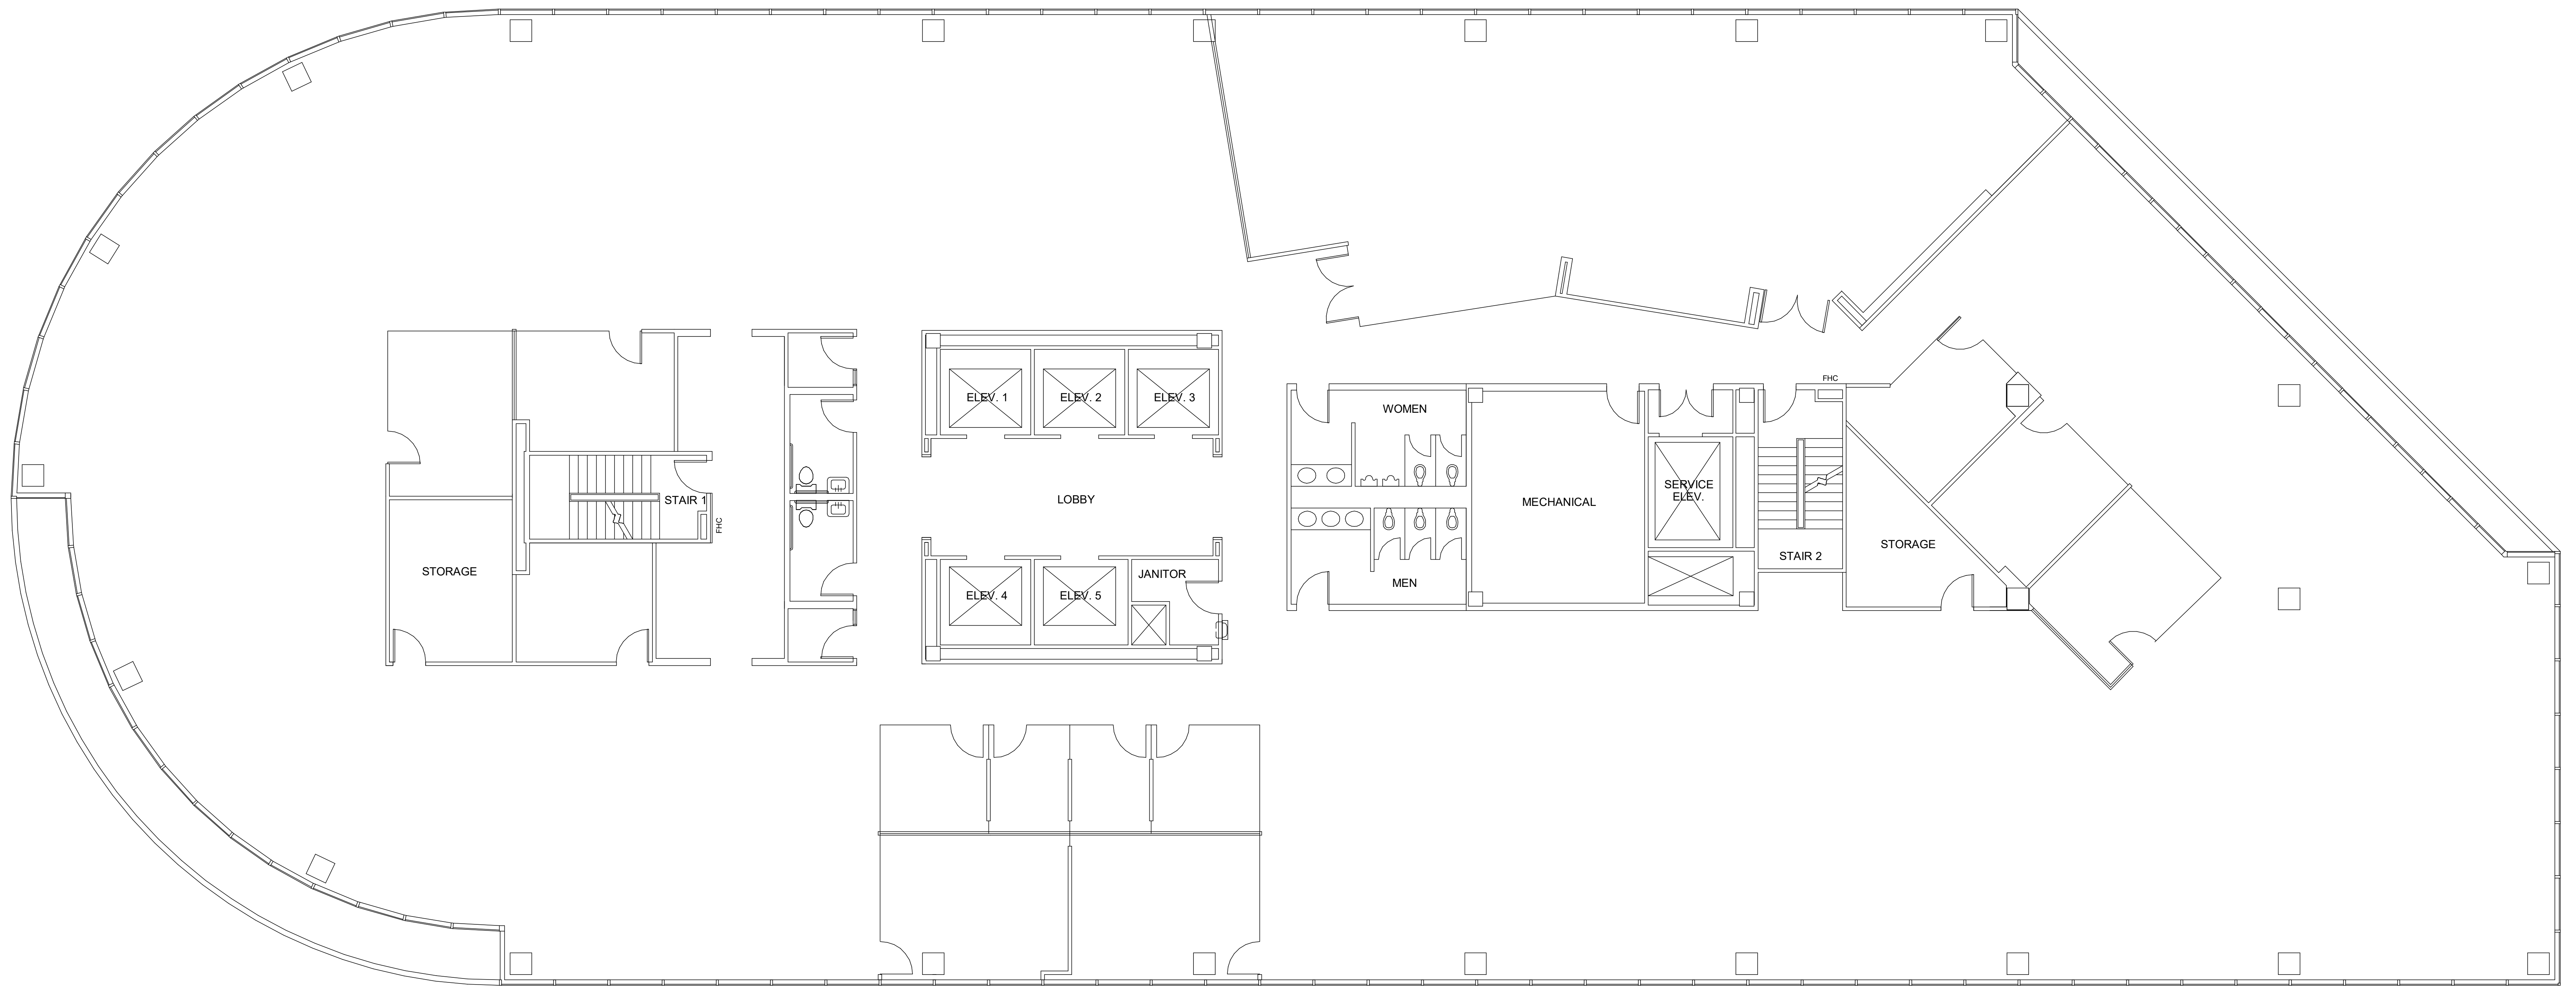 FHC
ELEV. 1
ELEV. 2
ELEV. 3
WOMEN
LOBBY
STAIR 1
FHC
MECHANICAL
SERVICE
ELEV.
STORAGE
STAIR 2
STORAGE
JANITOR
MEN
ELEV. 4
ELEV. 5